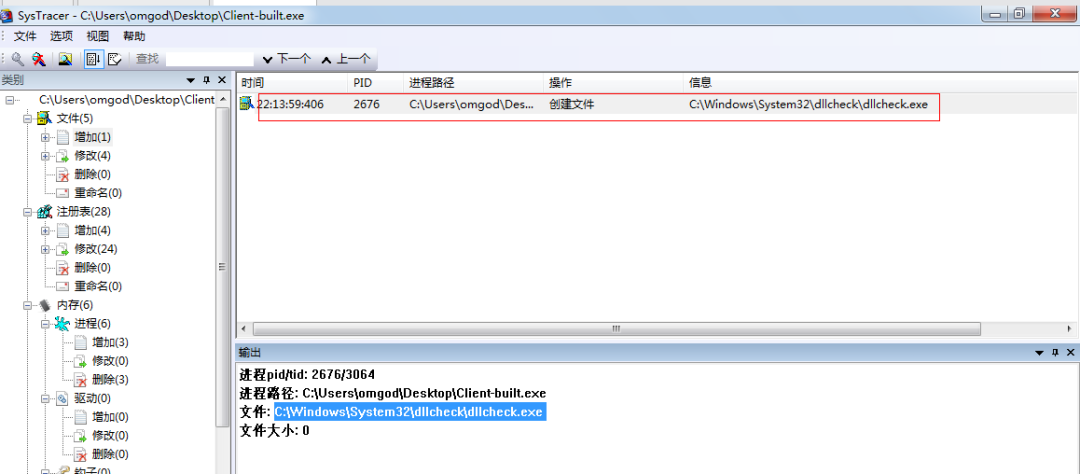 SysTracer - C:\Users\omgod\Desktop\Client-built.exe
文件 选项 视图 帮助
查找 下一个 上一个
类别
C:\Users\omgod\Desktop\Client
文件(5)
增加(1)
修改(4)
删除(0)
重命名(0)
注册表(28)
增加(4)
修改(24)
删除(0)
重命名(0)
内存(6)
进程(6)
增加(3)
修改(0)
删除(3)
驱动(0)
增加(0)
修改(0)
删除(0)
钩子(0)
时间 PID 进程路径 操作 信息
22:13:59:406 2676 C:\Users\omgod\Des... 创建文件 C:\Windows\System32\dllcheck\dllcheck.exe
输出
进程pid/tid: 2676/3064
进程路径: C:\Users\omgod\Desktop\Client-built.exe
文件: C:\Windows\System32\dllcheck\dllcheck.exe
文件大小: 0